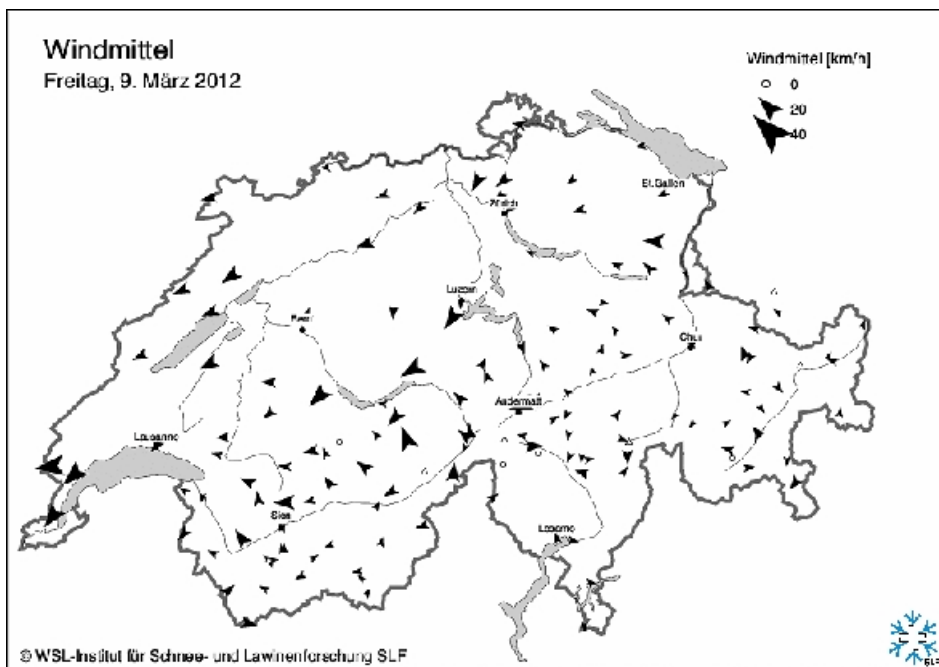 Windmittel
Freitag, 9. März 2012
Windmittel [km/h]
0
20
40
St.Gallen
Zürich
Luzern
Bern
Chur
Andermatt
Lausanne
Sion
Locarno
© WSL-Institut für Schnee- und Lawinenforschung SLF
SLF